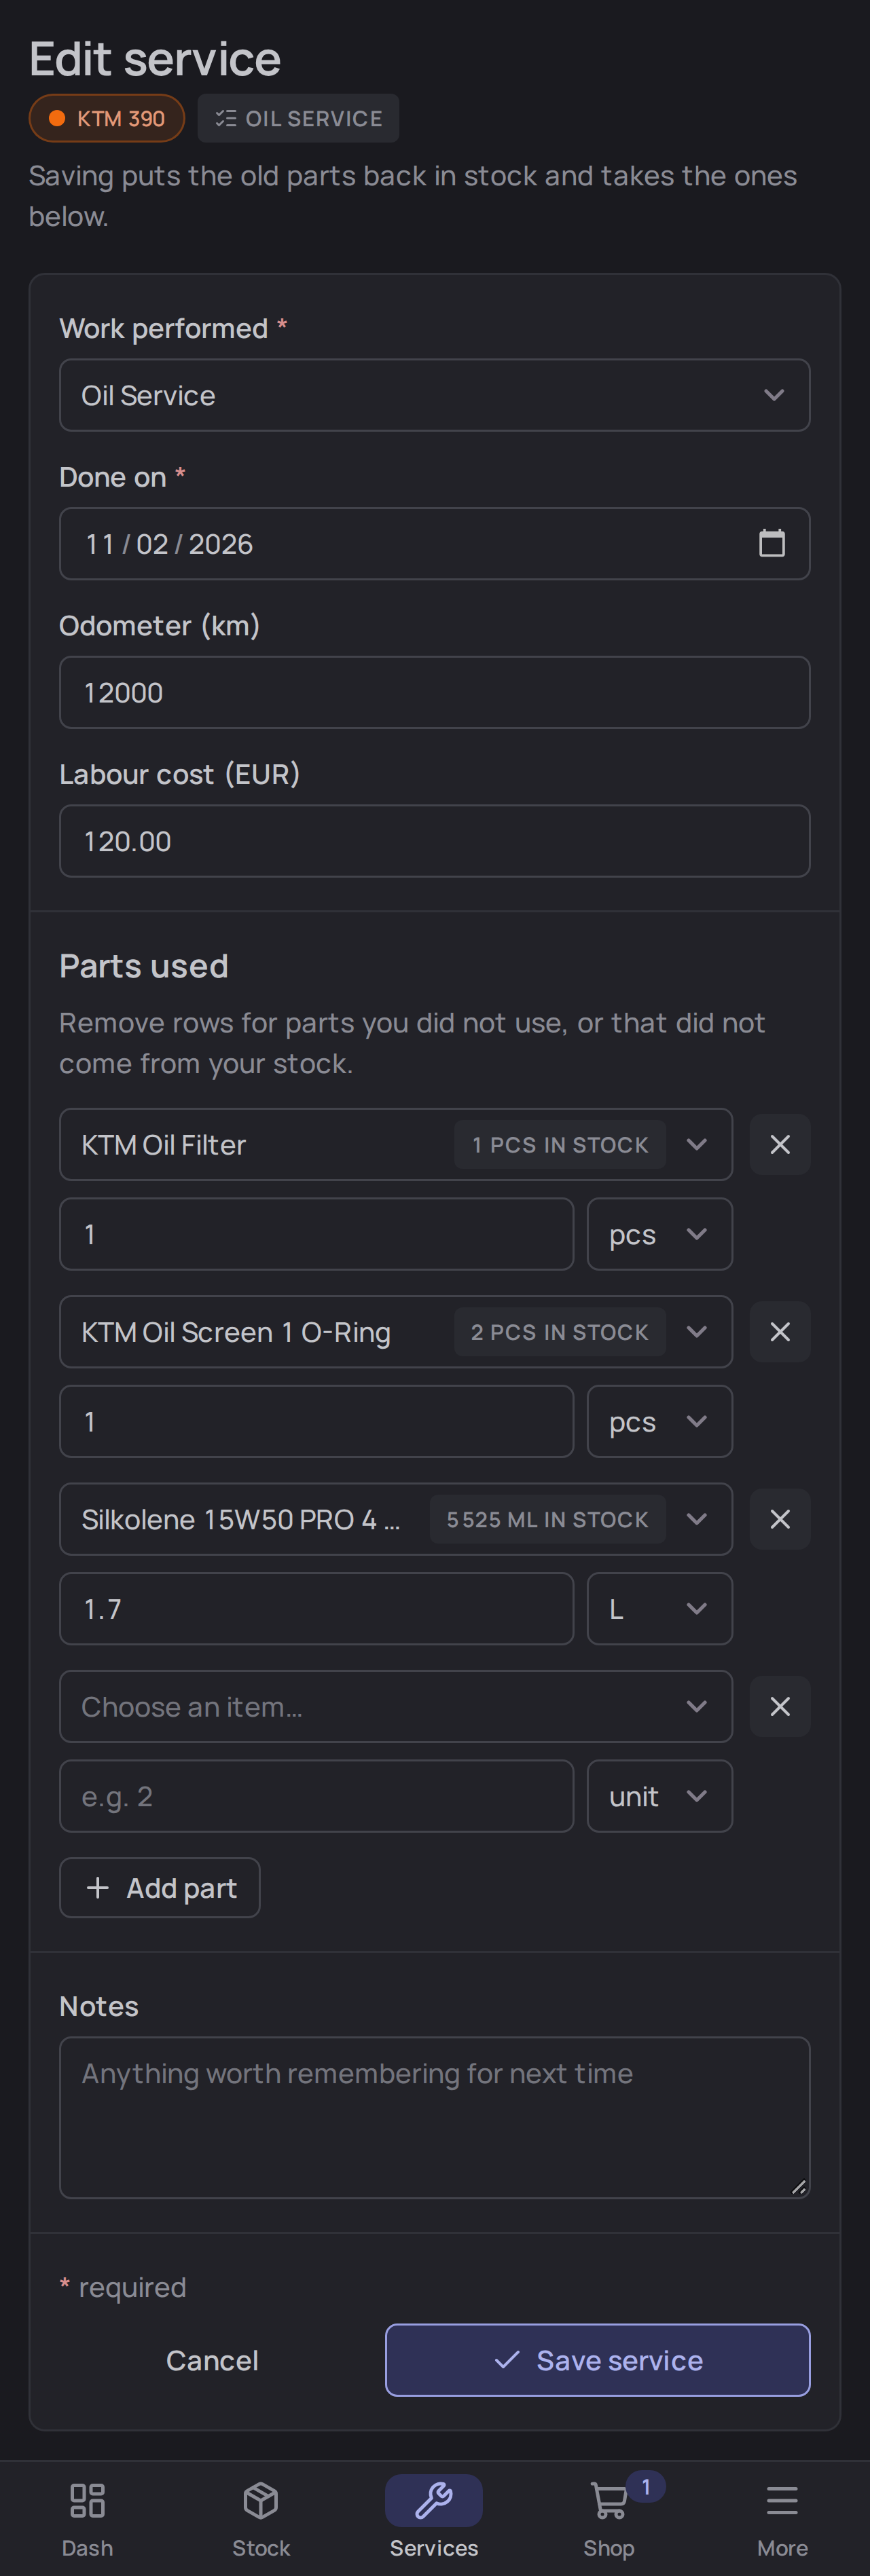 Edit service
KTM 390
OIL SERVICE
Saving puts the old parts back in stock and takes the ones
below.
Work performed *
Oil Service
Done on *
11 / 02 / 2026
Odometer (km)
12000
Labour cost (EUR)
120.00
Parts used
Remove rows for parts you did not use, or that did not
come from your stock.
KTM Oil Filter
1 PCS IN STOCK
1
pcs
KTM Oil Screen 1 O-Ring
2 PCS IN STOCK
1
pcs
Silkolene 15W50 PRO 4 ...
5 525 ML IN STOCK
1.7
L
Choose an item...
e.g. 2
unit
Add part
Notes
Anything worth remembering for next time
* required
Cancel
Save service
1
Dash
Stock
Services
Shop
More